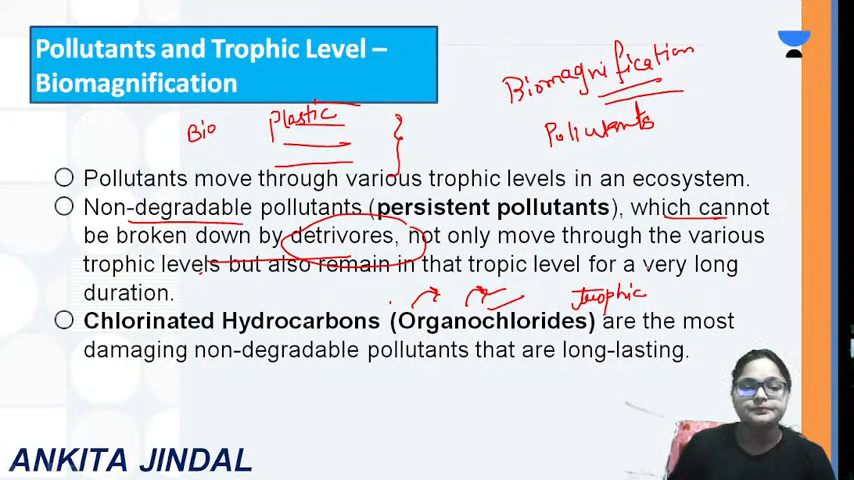 Pollutants and Trophic Level –
Biomagnification
Biomagnification
Pollutants
Bio
Plastic
Pollutants move through various trophic levels in an ecosystem.
Non-degradable pollutants (persistent pollutants), which cannot
be broken down by detrivores, not only move through the various
trophic levels but also remain in that tropic level for a very long
duration.
trophic
Chlorinated Hydrocarbons (Organochlorides) are the most
damaging non-degradable pollutants that are long-lasting.
ANKITA JINDAL